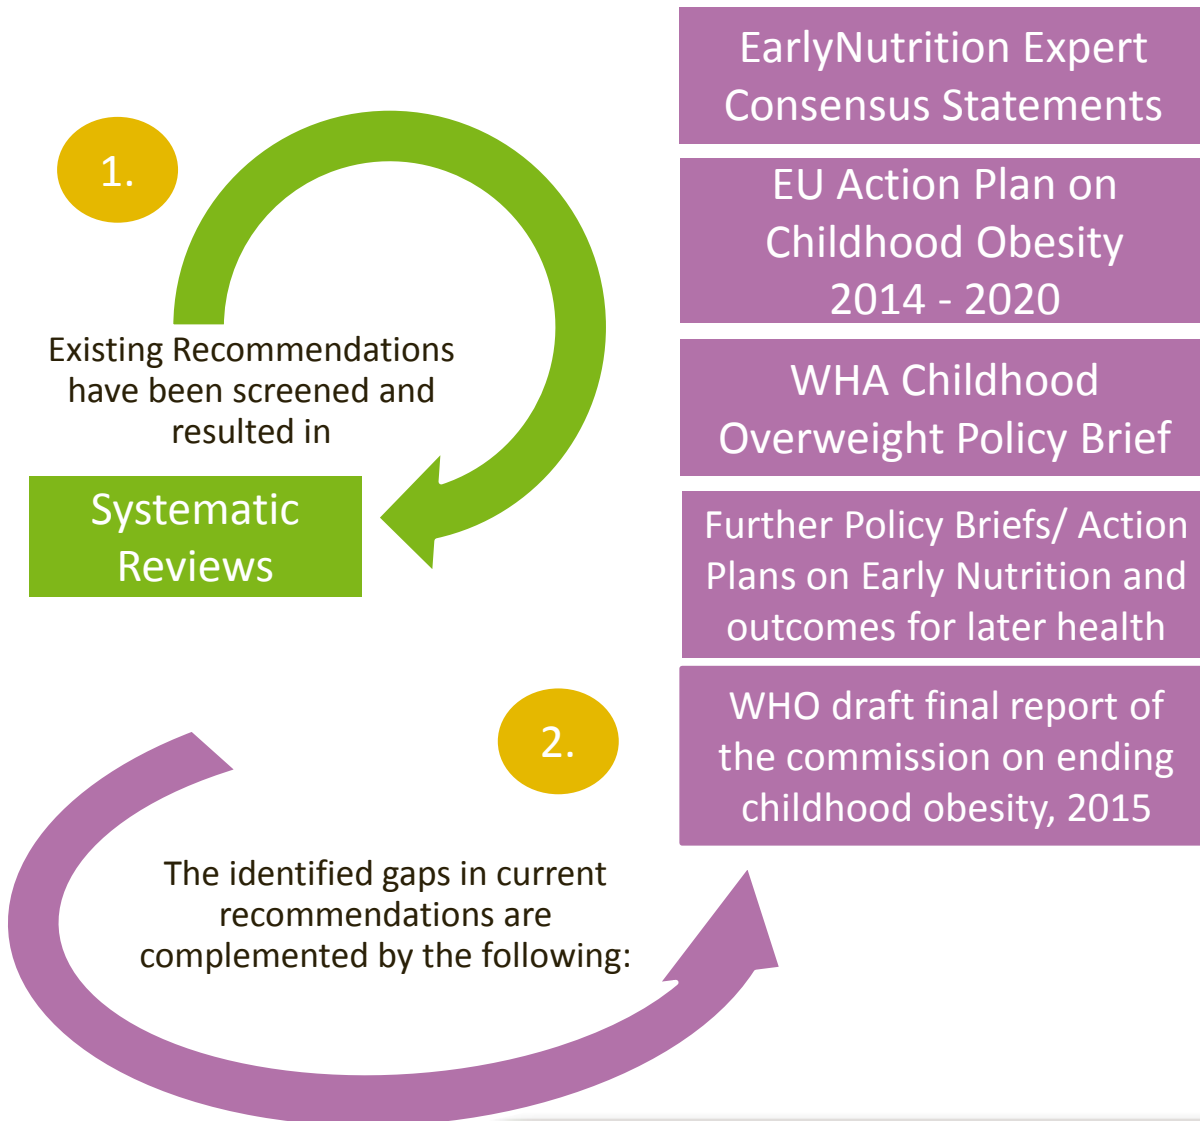 1.
Existing Recommendations
have been screened and
resulted in
Systematic
Reviews
2.
The identified gaps in current
recommendations are
complemented by the following:
EarlyNutrition Expert
Consensus Statements
EU Action Plan on
Childhood Obesity
2014 - 2020
WHA Childhood
Overweight Policy Brief
Further Policy Briefs/ Action
Plans on Early Nutrition and
outcomes for later health
WHO draft final report of
the commission on ending
childhood obesity, 2015